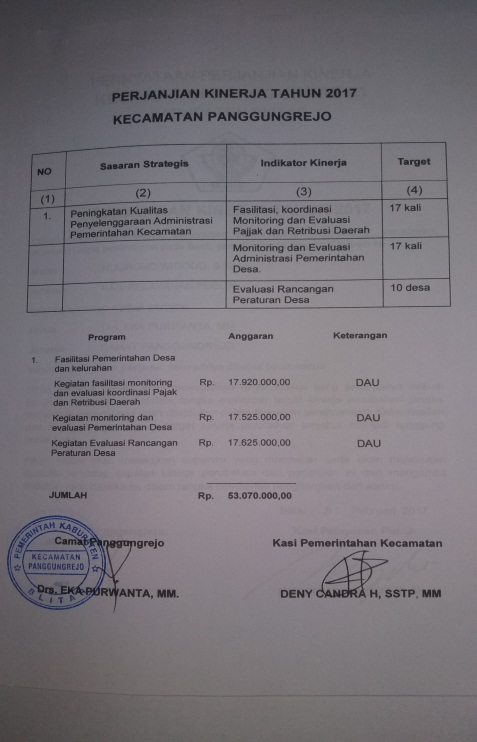 PERJANJIAN KINERJA TAHUN 2017
KECAMATAN PANGGUNGREJO
NO Sasaran Strategis Indikator Kinerja Target
(1) (2) (3) (4)
1. Peningkatan Kualitas Penyelenggaraan Administrasi Pemerintahan Kecamatan Fasilitasi, koordinasi Monitoring dan Evaluasi Pajjak dan Retribusi Daerah 17 kali
Monitoring dan Evaluasi Administrasi Pemerintahan Desa. 17 kali
Evaluasi Rancangan Peraturan Desa 10 desa
Program Anggaran Keterangan
1. Fasilitasi Pemerintahan Desa
dan kelurahan
Kegiatan fasilitasi monitoring
dan evaluasi koordinasi Pajak
dan Retribusi Daerah Rp. 17.920.000,00 DAU
Kegiatan monitoring dan
evaluasi Pemerintahan Desa Rp. 17.525.000,00 DAU
Kegiatan Evaluasi Rancangan
Peraturan Desa Rp. 17.625.000,00 DAU
JUMLAH Rp. 53.070.000,00
Camat Panggungrejo Kasi Pemerintahan Kecamatan
PEMERINTAH KABUPATEN
KECAMATAN
PANGGUNGREJO
BLITAR
Drs. EKA PURWANTA, MM. DENY CANDRA H, SSTP, MM